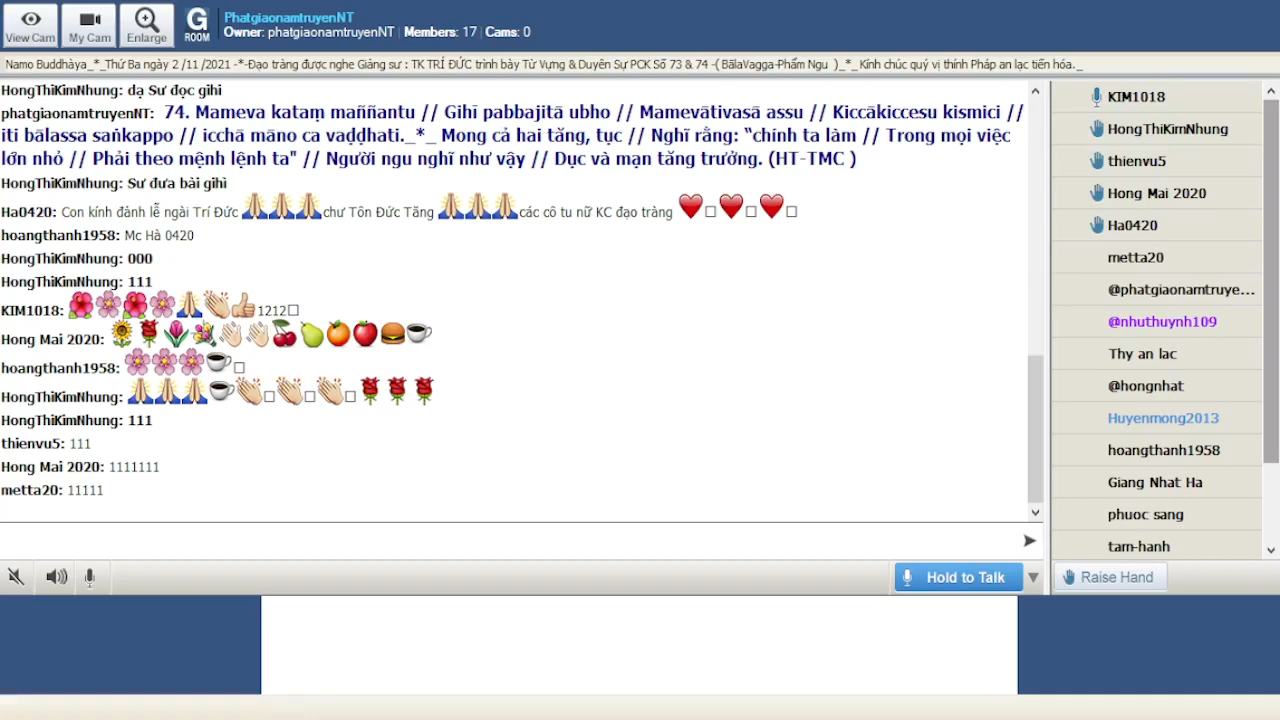 View Cam
My Cam
Enlarge
G
ROOM
PhatgiaonamtruyenNT
Owner: phatgiaonamtruyenNT | Members: 17 | Cams: 0
Namo Buddhàya_*_Thứ Ba ngày 2 /11 /2021 -*-Đạo tràng được nghe Giảng sư : TK TRÍ ĐỨC trình bày Từ Vựng & Duyên Sự PCK Số 73 & 74 -( BālaVagga-Phẩm Ngu )_*_ Kính chúc quý vị thính Pháp an lạc tiến hóa._
HongThiKimNhung: dạ Sư đọc gihi
phatgiaonamtruyenNT: 74. Mameva kataṃ maññantu // Gihī pabbajitā ubho // Mamevātivasā assu // Kiccākiccesu kismici //
iti bālassa saṅkappo // icchā māno ca vaḍḍhati._*_ Mong cả hai tăng, tục // Nghĩ rằng: “chính ta làm // Trong mọi việc
lớn nhỏ // Phải theo mệnh lệnh ta" // Người ngu nghĩ như vậy // Dục và mạn tăng trưởng. (HT-TMC )
HongThiKimNhung: Sư đưa bài gihì
Ha0420: Con kính đảnh lễ ngài Trí Đức 🙏🙏🙏chư Tôn Đức Tăng 🙏🙏🙏các cô tu nữ KC đạo tràng ❤□❤□❤□
hoangthanh1958: Mc Hà 0420
HongThiKimNhung: 000
HongThiKimNhung: 111
KIM1018: 🌺🌸🌺🌸🙏👏👍1212□
Hong Mai 2020: 🌻🌹🌷💐👋👋🍒🍐🍊🍎🍔☕
hoangthanh1958: 🌸🌸🌸☕□
HongThiKimNhung: 🙏🙏🙏☕👏□👏□👏□🌹🌹🌹
HongThiKimNhung: 111
thienvu5: 111
Hong Mai 2020: 1111111
metta20: 11111
Hold to Talk
KIM1018
HongThiKimNhung
thienvu5
Hong Mai 2020
Ha0420
metta20
@phatgiaonamtruye...
@nhuthuynh109
Thy an lac
@hongnhat
Huyenmong2013
hoangthanh1958
Giang Nhat Ha
phuoc sang
tam-hanh
Raise Hand